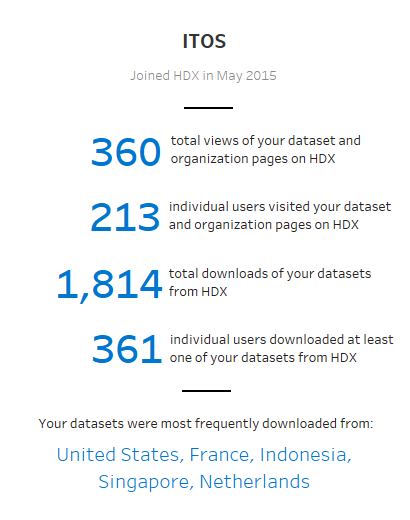 ITOS
Joined HDX in May 2015
360
total views of your dataset and
organization pages on HDX
213
individual users visited your dataset
and organization pages on HDX
1,814
total downloads of your datasets
from HDX
361
individual users downloaded at least
one of your datasets from HDX
Your datasets were most frequently downloaded from:
United States, France, Indonesia,
Singapore, Netherlands